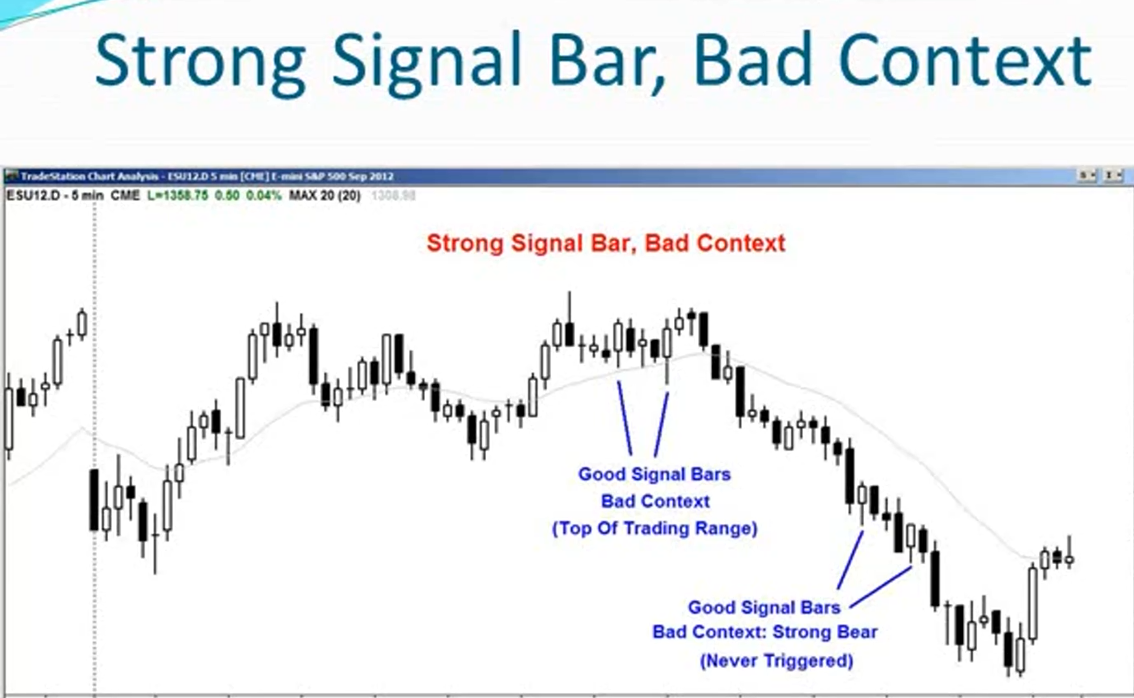 Strong Signal Bar, Bad Context
TradeStation Chart Analysis - ESU12.D 5 min [CME] E-mini S&P 500 Sep 2012
ESU12.D - 5 min CME L=1358.75 0.50 0.04% MAX 20 (20) 1308.98
Strong Signal Bar, Bad Context
Good Signal Bars
Bad Context
(Top Of Trading Range)
Good Signal Bars
Bad Context: Strong Bear
(Never Triggered)